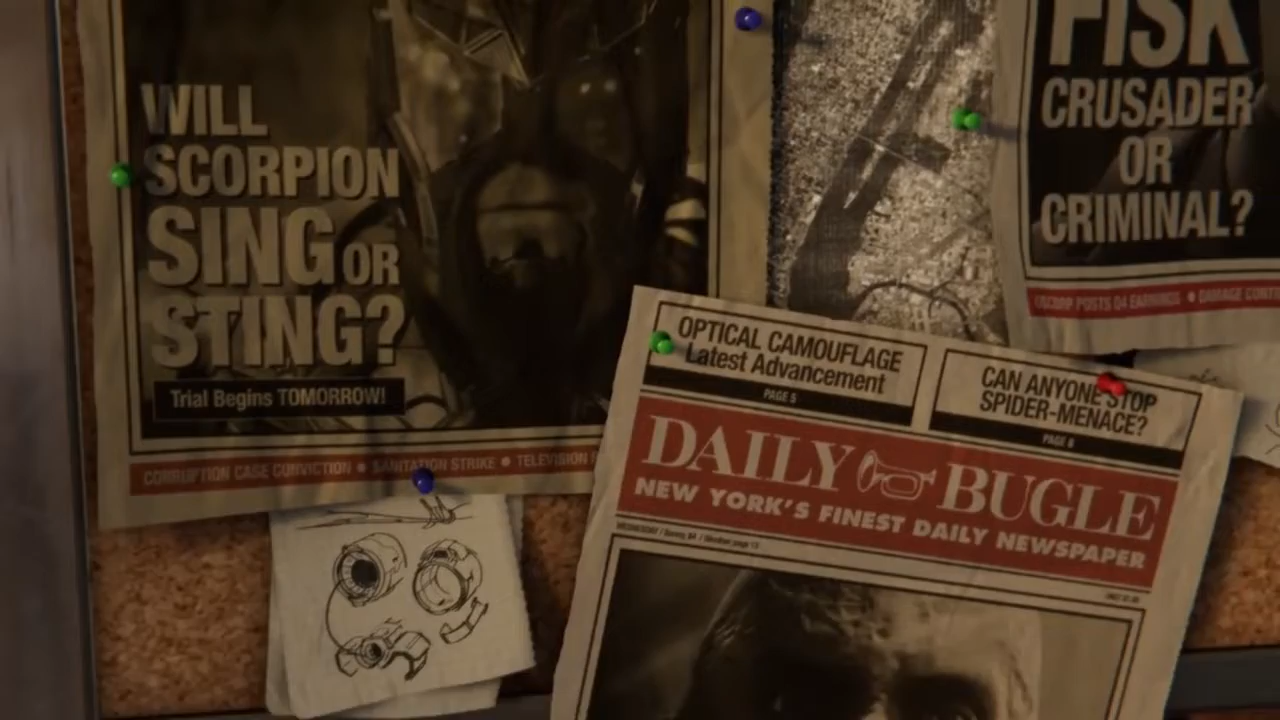 WILL
SCORPION
SING OR
STING?
Trial Begins TOMORROW!
CORRUPTION CASE CONVICTION • SANITATION STRIKE • TELEVISION
FISK
CRUSADER
OR
CRIMINAL?
OSCORP POSTS Q4 EARNINGS • DAMAGE
OPTICAL CAMOUFLAGE
Latest Advancement
PAGE 5
CAN ANYONE STOP
SPIDER-MENACE?
PAGE 8
DAILY BUGLE
NEW YORK'S FINEST DAILY NEWSPAPER